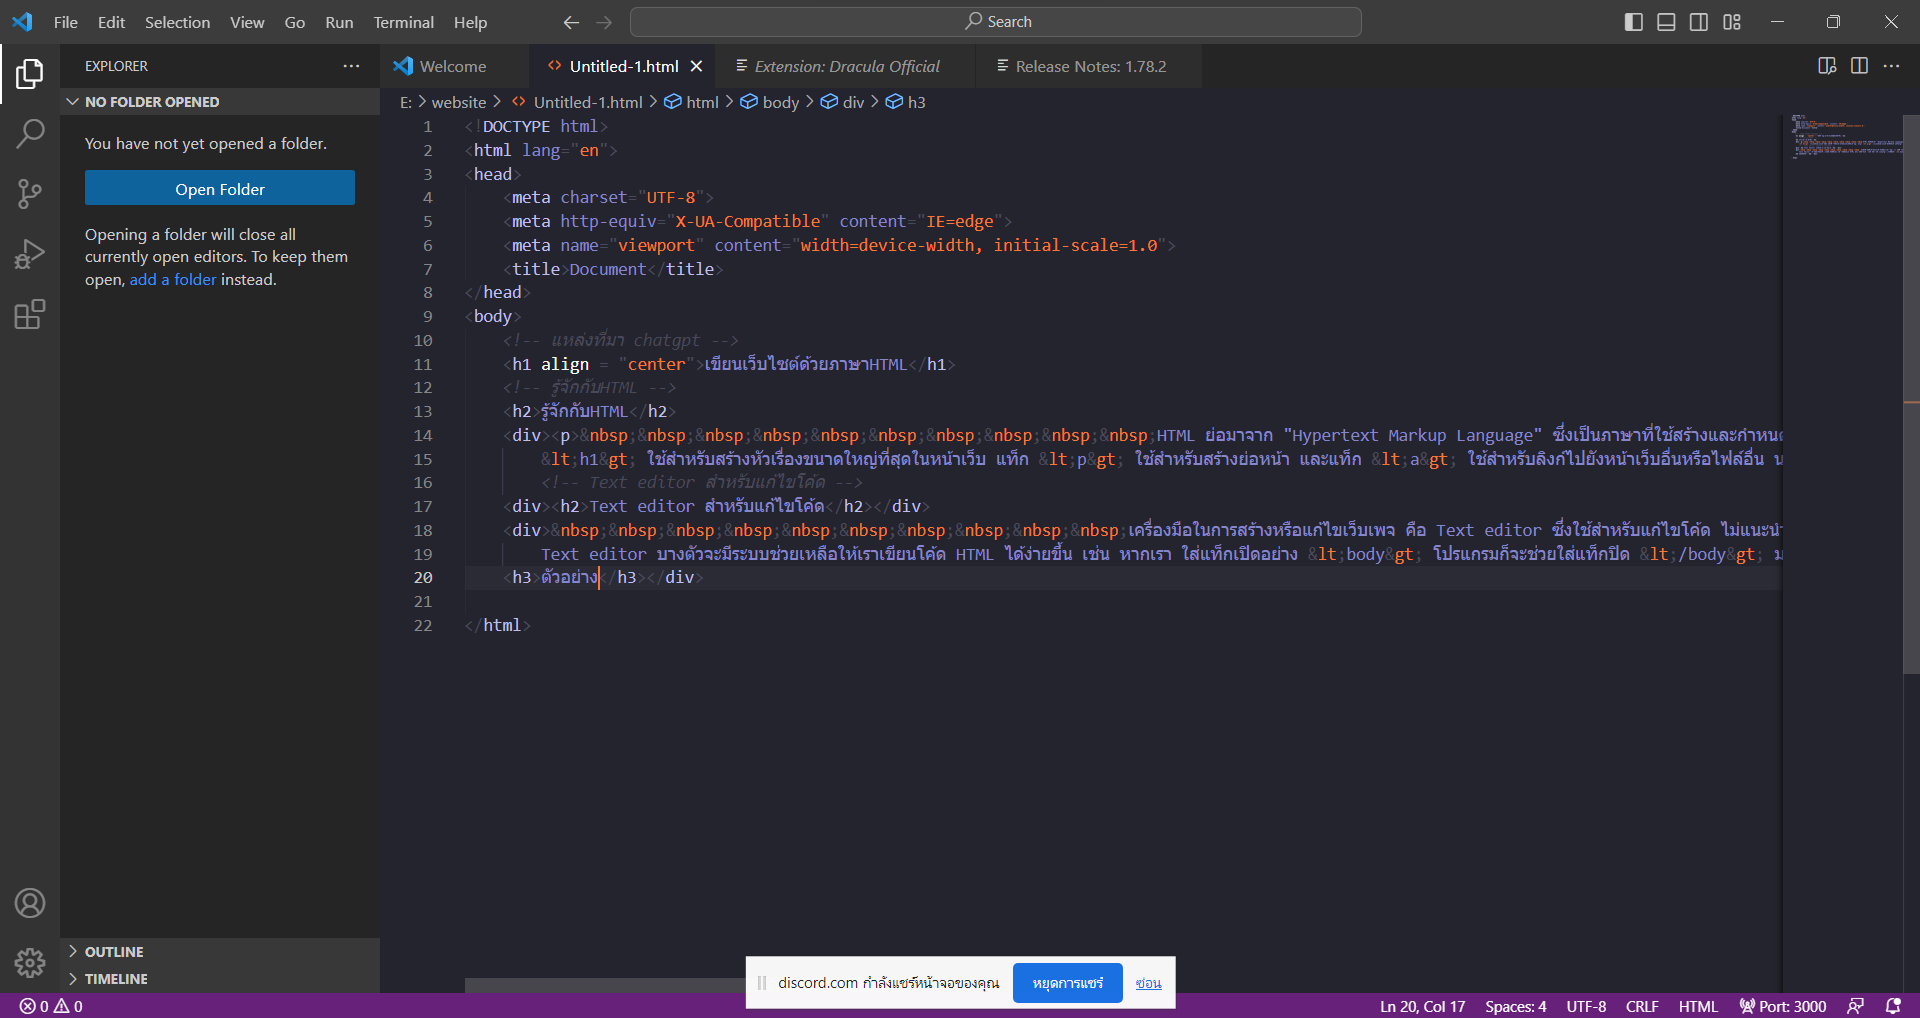 File Edit Selection View Go Run Terminal Help
Search
EXPLORER
NO FOLDER OPENED
You have not yet opened a folder.
Open Folder
Opening a folder will close all
currently open editors. To keep them
open, add a folder instead.
OUTLINE
TIMELINE
Welcome
Untitled-1.html
Extension: Dracula Official
Release Notes: 1.78.2
E: > website > Untitled-1.html > html > body > div > h3
1 <!DOCTYPE html>
2 <html lang="en">
3 <head>
4 <meta charset="UTF-8">
5 <meta http-equiv="X-UA-Compatible" content="IE=edge">
6 <meta name="viewport" content="width=device-width, initial-scale=1.0">
7 <title>Document</title>
8 </head>
9 <body>
10 <!-- แหล่งที่มา chatgpt -->
11 <h1 align = "center">เขียนเว็บไซต์ด้วยภาษาHTML</h1>
12 <!-- รู้จักกับHTML -->
13 <h2>รู้จักกับHTML</h2>
14 <div><p>&nbsp;&nbsp;&nbsp;&nbsp;&nbsp;&nbsp;&nbsp;&nbsp;&nbsp;&nbsp;HTML ย่อมาจาก "Hypertext Markup Language" ซึ่งเป็นภาษาที่ใช้สร้างและกำหนด
15 &lt;h1&gt; ใช้สำหรับสร้างหัวเรื่องขนาดใหญ่ที่สุดในหน้าเว็บ แท็ก &lt;p&gt; ใช้สำหรับสร้างย่อหน้า และแท็ก &lt;a&gt; ใช้สำหรับลิงก์ไปยังหน้าเว็บอื่นหรือไฟล์อื่น
16 <!-- Text editor สำหรับแก้ไขโค้ด -->
17 <div><h2>Text editor สำหรับแก้ไขโค้ด</h2></div>
18 <div>&nbsp;&nbsp;&nbsp;&nbsp;&nbsp;&nbsp;&nbsp;&nbsp;&nbsp;&nbsp;เครื่องมือในการสร้างหรือแก้ไขเว็บเพจ คือ Text editor ซึ่งใช้สำหรับแก้ไขโค้ด ไม่แนะนำ
19 Text editor บางตัวจะมีระบบช่วยเหลือให้เราเขียนโค้ด HTML ได้ง่ายขึ้น เช่น หากเรา ใส่แท็กเปิดอย่าง &lt;body&gt; โปรแกรมก็จะช่วยใส่แท็กปิด &lt;/body&gt;
20 <h3>ตัวอย่าง</h3></div>
21
22 </html>
discord.com กำลังแชร์หน้าจอของคุณ หยุดการแชร์ ซ่อน
0 0 Ln 20, Col 17 Spaces: 4 UTF-8 CRLF HTML Port: 3000